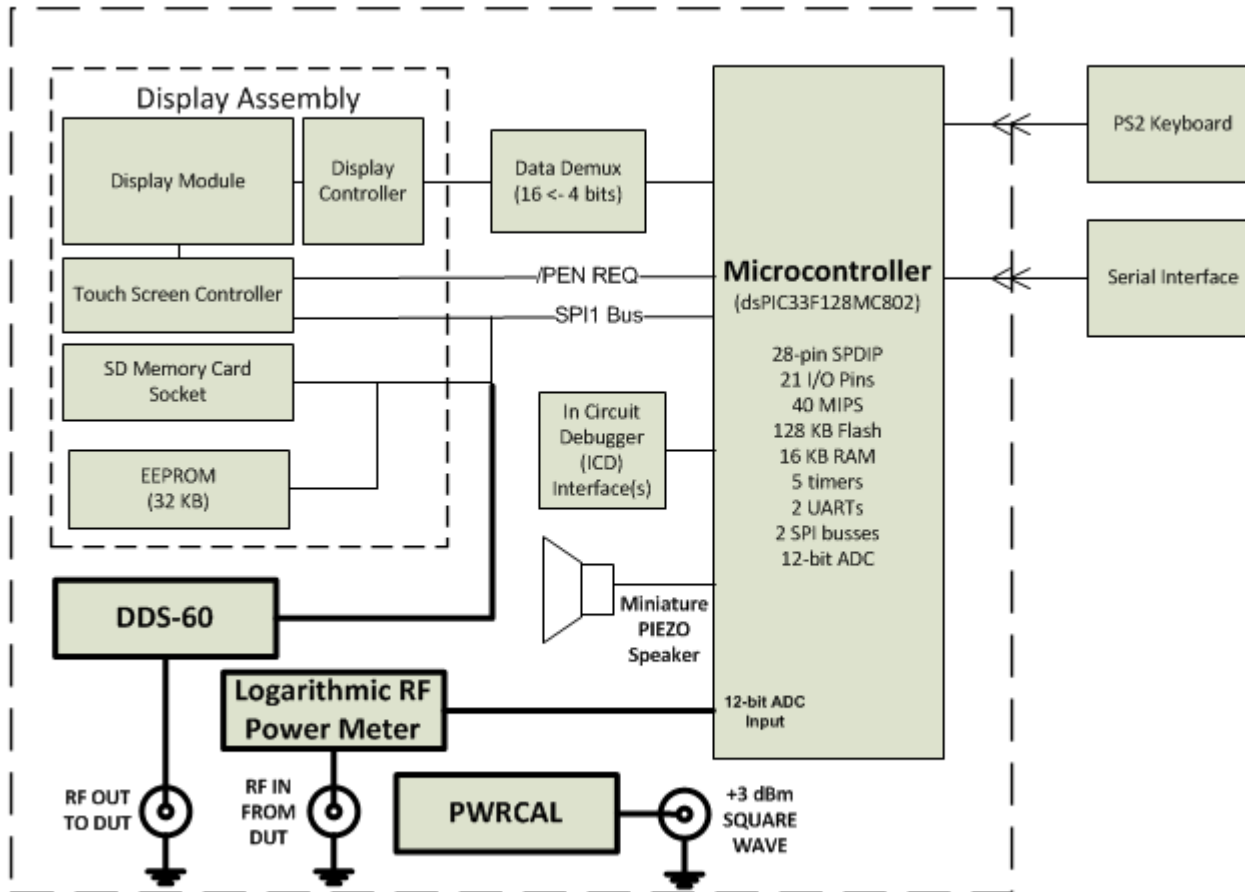 Display Assembly
Display Module
Display
Controller
Data Demux
(16 <- 4 bits)
PS2 Keyboard
Touch Screen Controller
/PEN REQ
SPI1 Bus
Microcontroller
(dsPIC33F128MC802)
28-pin SPDIP
21 I/O Pins
40 MIPS
128 KB Flash
16 KB RAM
5 timers
2 UARTs
2 SPI busses
12-bit ADC
Serial Interface
SD Memory Card
Socket
EEPROM
(32 KB)
In Circuit
Debugger
(ICD)
Interface(s)
Miniature
PIEZO
Speaker
DDS-60
Logarithmic RF
Power Meter
12-bit ADC
Input
RF OUT
TO DUT
RF IN
FROM
DUT
PWRCAL
+3 dBm
SQUARE
WAVE